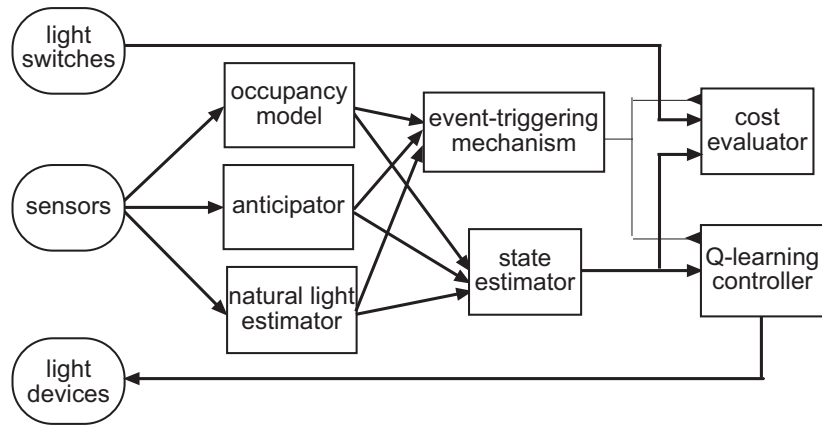 light
switches
occupancy
model
event-triggering
mechanism
cost
evaluator
sensors
anticipator
state
estimator
Q-learning
controller
natural light
estimator
light
devices